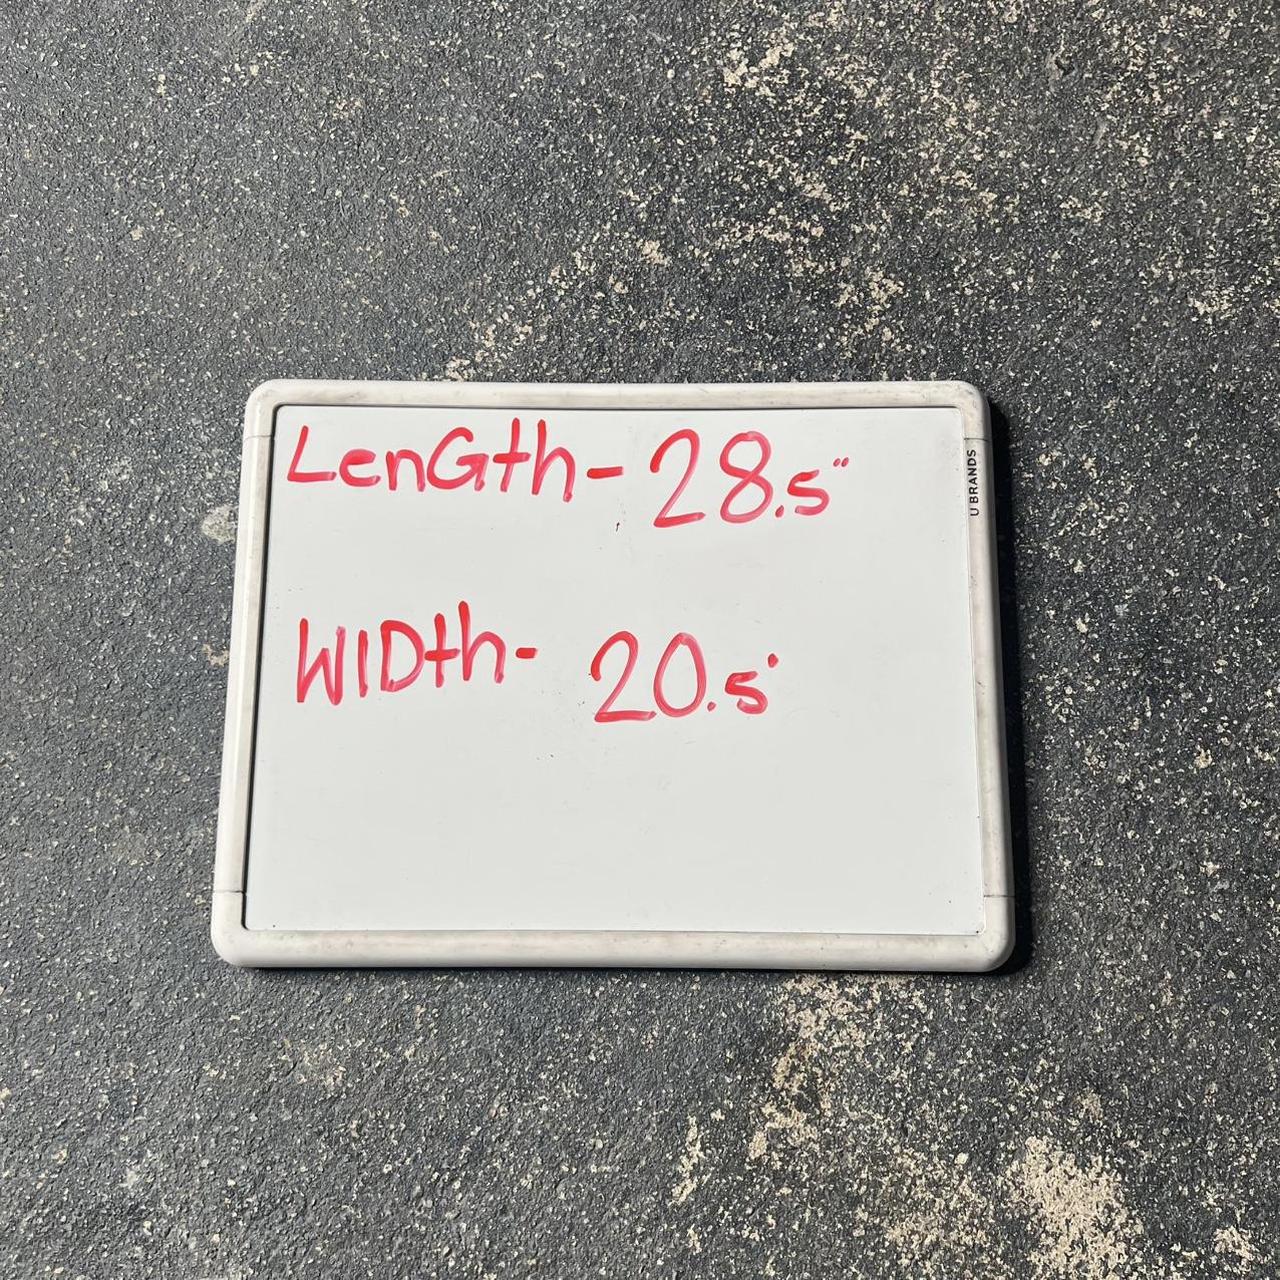 LenGth- 28.5"
WIDth- 20.5"
U BRANDS